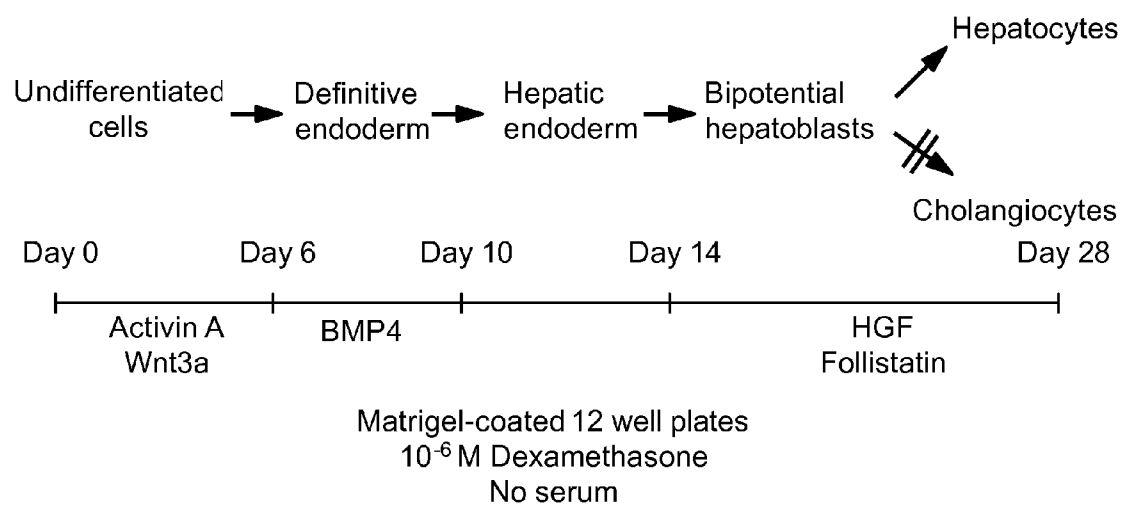 Hepatocytes
Undifferentiated
cells
Definitive
endoderm
Hepatic
endoderm
Bipotential
hepatoblasts
Cholangiocytes
Day 0
Day 6
Day 10
Day 14
Day 28
Activin A
Wnt3a
BMP4
HGF
Follistatin
Matrigel-coated 12 well plates
10⁻⁶ M Dexamethasone
No serum